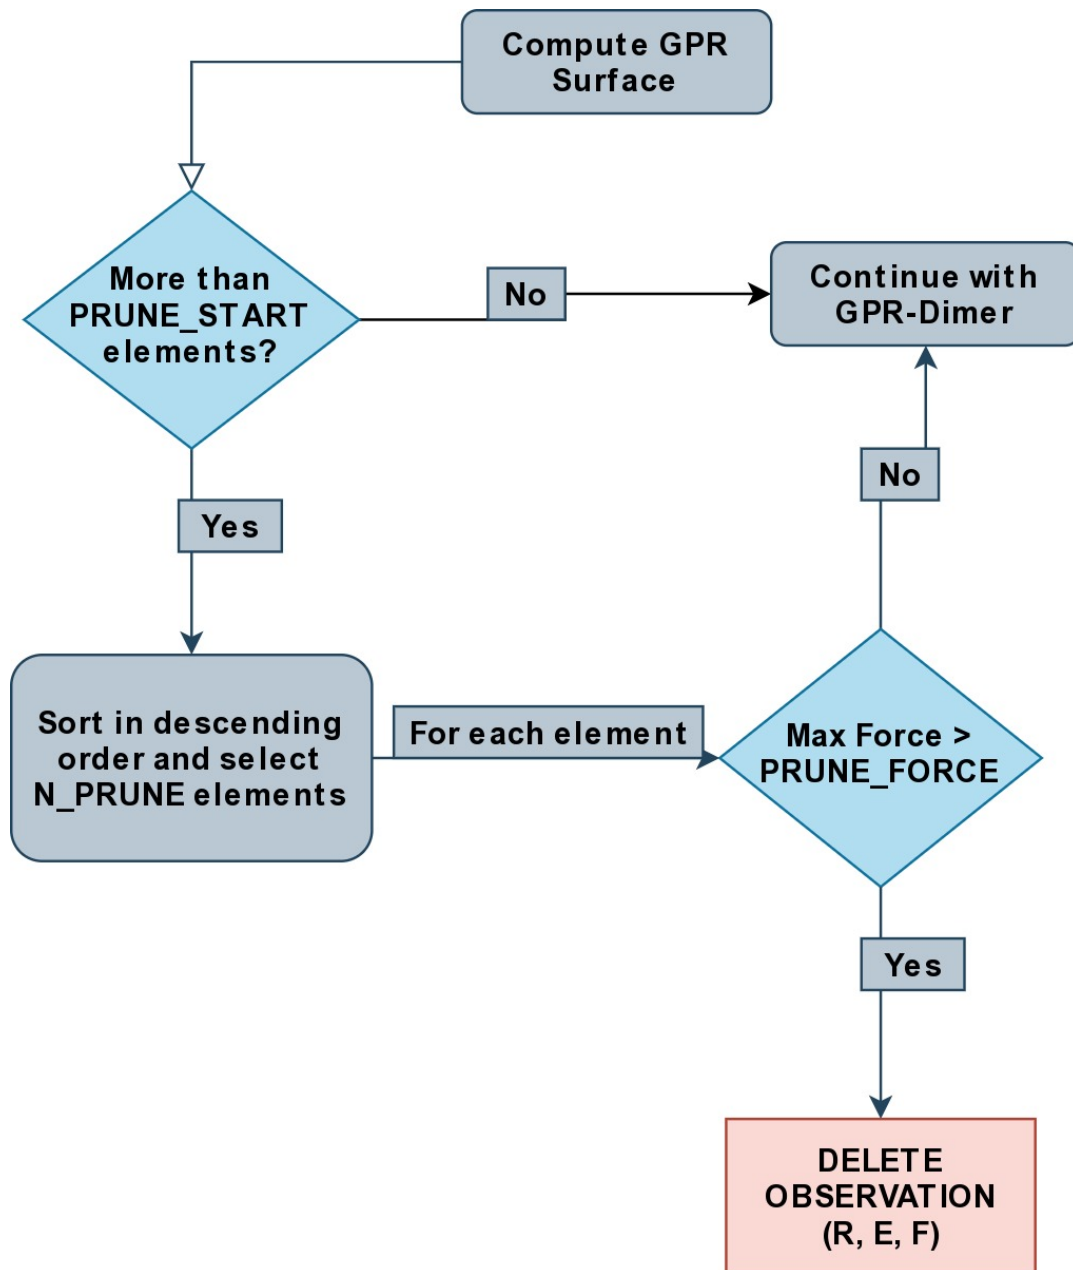 Compute GPR
Surface
More than
PRUNE_START
elements?
No
Continue with
GPR-Dimer
No
Yes
Sort in descending
order and select
N_PRUNE elements
For each element
Max Force >
PRUNE_FORCE
Yes
DELETE
OBSERVATION
(R, E, F)